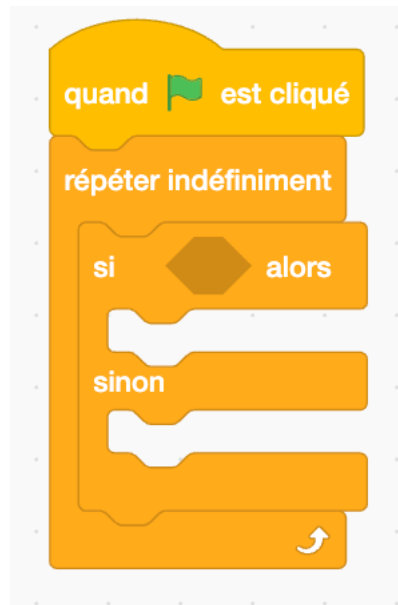 quand est cliqué
répéter indéfiniment
si alors
sinon